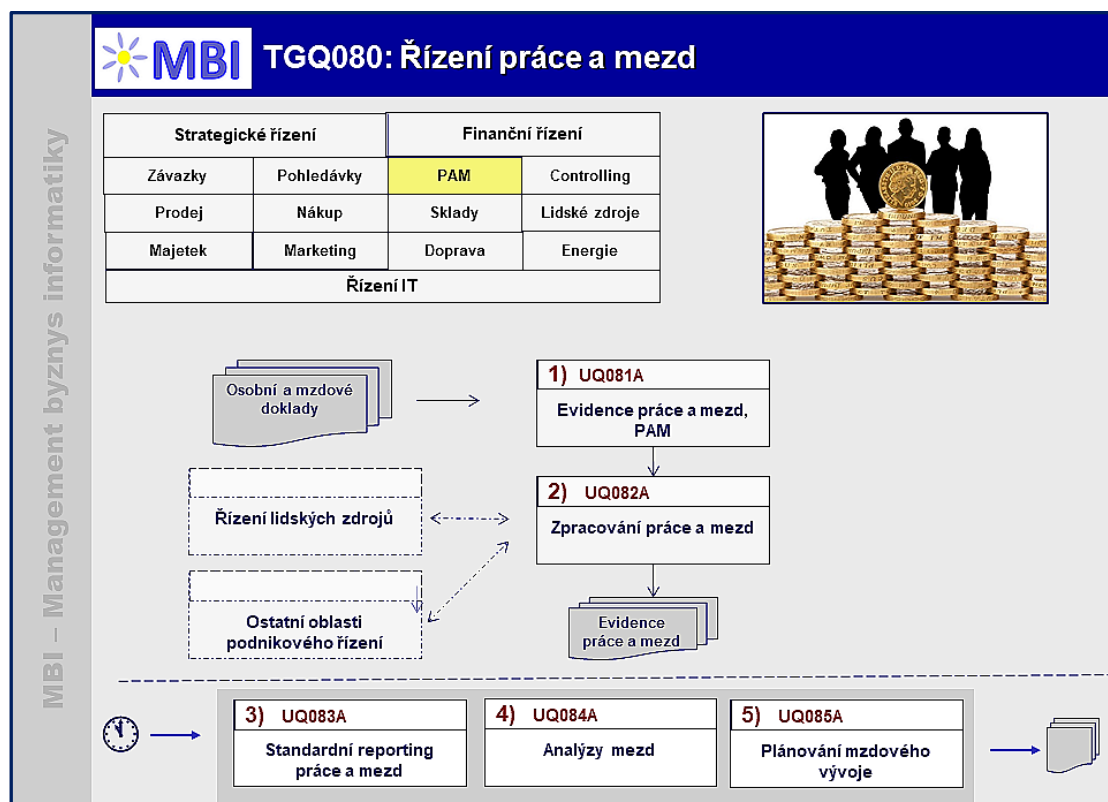 MBI
TGQ080: Řízení práce a mezd
MBI – Management byznys informatiky
Strategické řízení
Finanční řízení
Závazky
Pohledávky
PAM
Controlling
Prodej
Nákup
Sklady
Lidské zdroje
Majetek
Marketing
Doprava
Energie
Řízení IT
Osobní a mzdové
doklady
1) UQ081A
Evidence práce a mezd,
PAM
2) UQ082A
Zpracování práce a mezd
Řízení lidských zdrojů
Ostatní oblasti
podnikového řízení
Evidence
práce a mezd
3) UQ083A
Standardní reporting
práce a mezd
4) UQ084A
Analýzy mezd
5) UQ085A
Plánování mzdového
vývoje